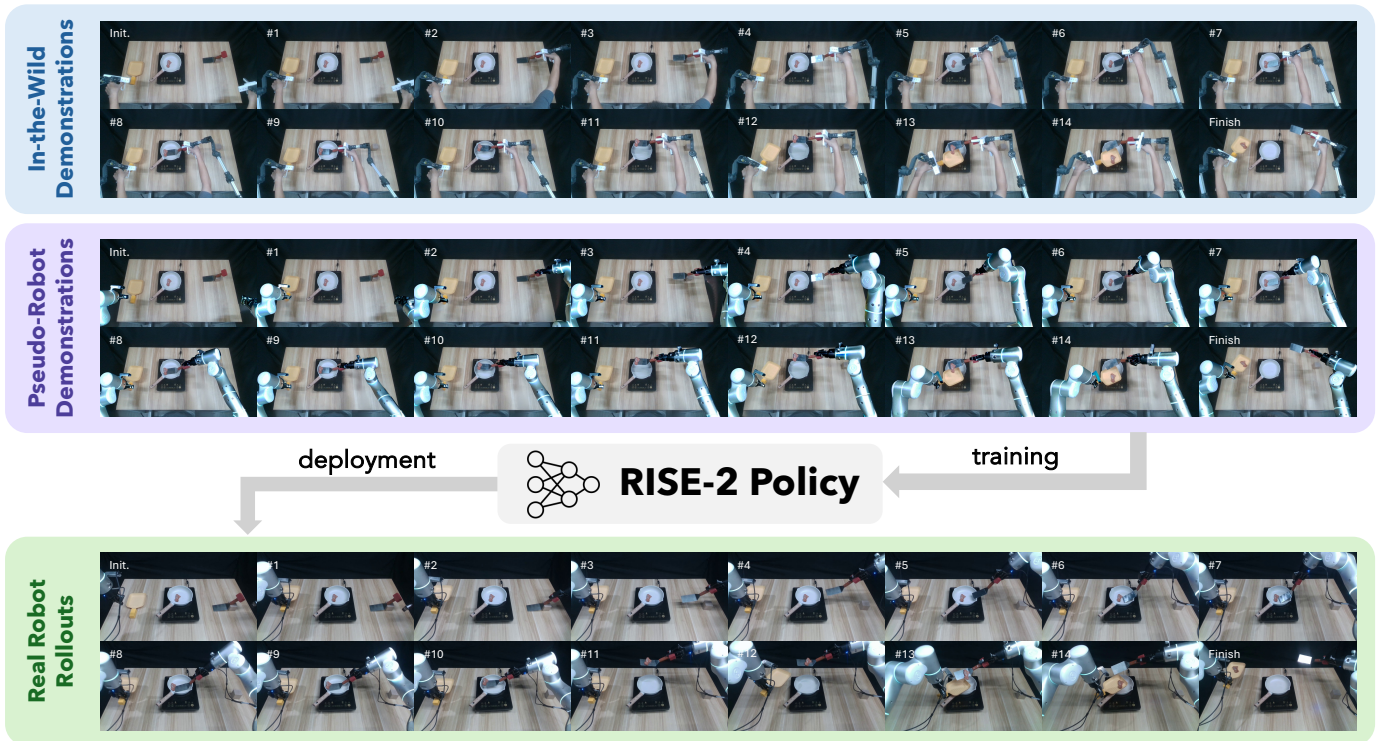 In-the-Wild
Demonstrations
Init.
#1
#2
#3
#4
#5
#6
#7
#8
#9
#10
#11
#12
#13
#14
Finish
Pseudo-Robot
Demonstrations
Init.
#1
#2
#3
#4
#5
#6
#7
#8
#9
#10
#11
#12
#13
#14
Finish
deployment
RISE-2 Policy
training
Real Robot
Rollouts
Init.
#1
#2
#3
#4
#5
#6
#7
#8
#9
#10
#11
#12
#13
#14
Finish